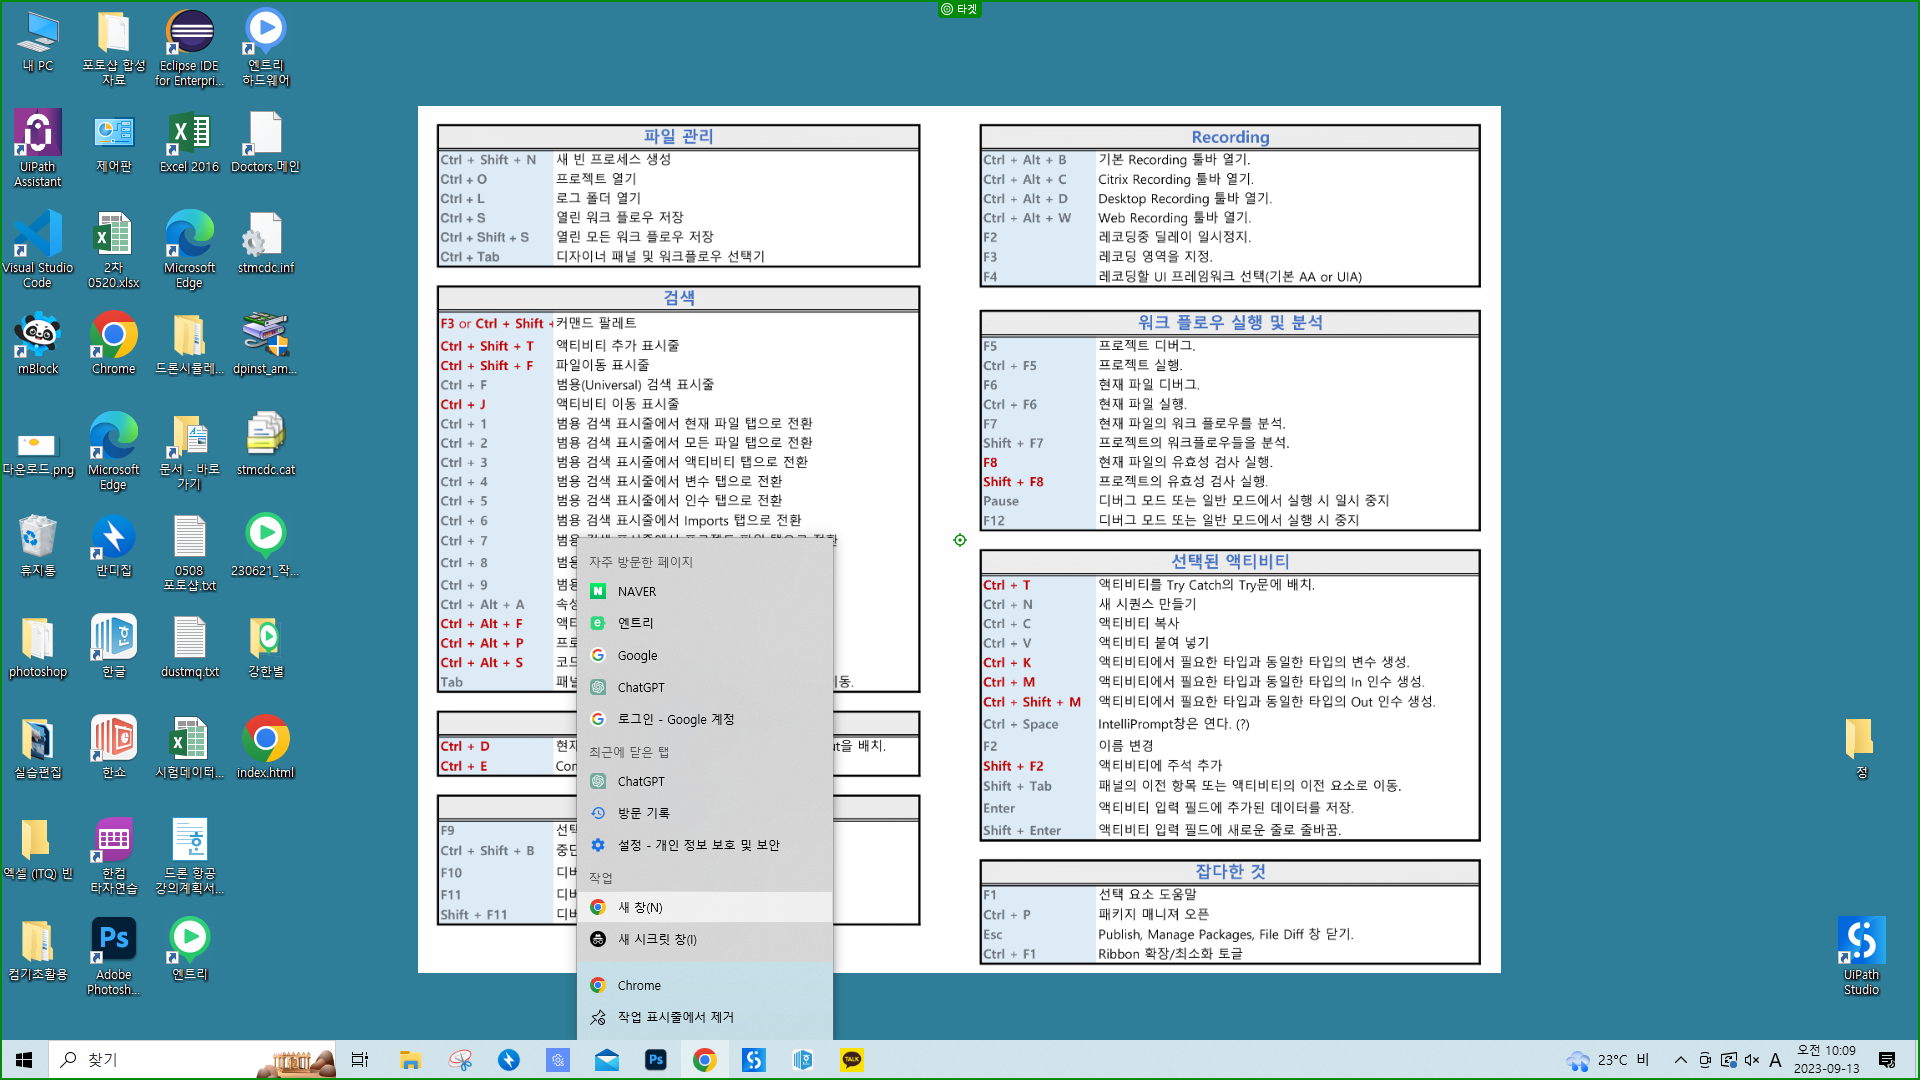 타겟
내 PC
포토샵 합성
자료
Eclipse IDE
for Enterpri...
엔트리
하드웨어
UiPath
Assistant
제어판
Excel 2016
Doctors.메인
Visual Studio
Code
2차
0520.xlsx
Microsoft
Edge
stmcdc.inf
mBlock
Chrome
드론시뮬레...
dpinst_am...
다운로드.png
Microsoft
Edge
문서 - 바로
가기
stmcdc.cat
휴지통
반디집
0508
포토샵.txt
230621_작...
photoshop
한글
dustmq.txt
강한별
실습편집
한쇼
시험데이터...
index.html
엑셀 (ITQ) 빈
한컴
타자연습
드론 항공
강의계획서...
컴기초활용
Adobe
Photosh...
엔트리
파일 관리
Ctrl + Shift + N 새 빈 프로세스 생성
Ctrl + O 프로젝트 열기
Ctrl + L 로그 폴더 열기
Ctrl + S 열린 워크 플로우 저장
Ctrl + Shift + S 열린 모든 워크 플로우 저장
Ctrl + Tab 디자이너 패널 및 워크플로우 선택기
검색
F3 or Ctrl + Shift + 커맨드 팔레트
Ctrl + Shift + T 액티비티 추가 표시줄
Ctrl + Shift + F 파일이동 표시줄
Ctrl + F 범용(Universal) 검색 표시줄
Ctrl + J 액티비티 이동 표시줄
Ctrl + 1 범용 검색 표시줄에서 현재 파일 탭으로 전환
Ctrl + 2 범용 검색 표시줄에서 모든 파일 탭으로 전환
Ctrl + 3 범용 검색 표시줄에서 액티비티 탭으로 전환
Ctrl + 4 범용 검색 표시줄에서 변수 탭으로 전환
Ctrl + 5 범용 검색 표시줄에서 인수 탭으로 전환
Ctrl + 6 범용 검색 표시줄에서 Imports 탭으로 전환
Ctrl + 7 범용
Ctrl + 8 범용
Ctrl + 9 범용
Ctrl + Alt + A 속성
Ctrl + Alt + F 액티
Ctrl + Alt + P 프로
Ctrl + Alt + S 코드
Tab 패널 동.
Ctrl + D 현재 을 배치.
Ctrl + E Con
F9 선택
Ctrl + Shift + B 중단
F10 디버
F11 디버
Shift + F11 디버
자주 방문한 페이지
NAVER
엔트리
Google
ChatGPT
로그인 - Google 계정
최근에 닫은 탭
ChatGPT
방문 기록
설정 - 개인 정보 보호 및 보안
작업
새 창(N)
새 시크릿 창(I)
Chrome
작업 표시줄에서 제거
Recording
Ctrl + Alt + B 기본 Recording 툴바 열기.
Ctrl + Alt + C Citrix Recording 툴바 열기.
Ctrl + Alt + D Desktop Recording 툴바 열기.
Ctrl + Alt + W Web Recording 툴바 열기.
F2 레코딩중 딜레이 일시정지.
F3 레코딩 영역을 지정.
F4 레코딩할 UI 프레임워크 선택(기본 AA or UIA)
워크 플로우 실행 및 분석
F5 프로젝트 디버그.
Ctrl + F5 프로젝트 실행.
F6 현재 파일 디버그.
Ctrl + F6 현재 파일 실행.
F7 현재 파일의 워크 플로우를 분석.
Shift + F7 프로젝트의 워크플로우들을 분석.
F8 현재 파일의 유효성 검사 실행.
Shift + F8 프로젝트의 유효성 검사 실행.
Pause 디버그 모드 또는 일반 모드에서 실행 시 일시 중지
F12 디버그 모드 또는 일반 모드에서 실행 시 중지
선택된 액티비티
Ctrl + T 액티비티를 Try Catch의 Try문에 배치.
Ctrl + N 새 시퀀스 만들기
Ctrl + C 액티비티 복사
Ctrl + V 액티비티 붙여 넣기
Ctrl + K 액티비티에서 필요한 타입과 동일한 타입의 변수 생성.
Ctrl + M 액티비티에서 필요한 타입과 동일한 타입의 In 인수 생성.
Ctrl + Shift + M 액티비티에서 필요한 타입과 동일한 타입의 Out 인수 생성.
Ctrl + Space IntelliPrompt창은 연다. (?)
F2 이름 변경
Shift + F2 액티비티에 주석 추가
Shift + Tab 패널의 이전 항목 또는 액티비티의 이전 요소로 이동.
Enter 액티비티 입력 필드에 추가된 데이터를 저장.
Shift + Enter 액티비티 입력 필드에 새로운 줄로 줄바꿈.
잡다한 것
F1 선택 요소 도움말
Ctrl + P 패키지 매니져 오픈
Esc Publish, Manage Packages, File Diff 창 닫기.
Ctrl + F1 Ribbon 확장/최소화 토글
정
UiPath
Studio
찾기
Ps
TALK
23°C 비
A
오전 10:09
2023-09-13